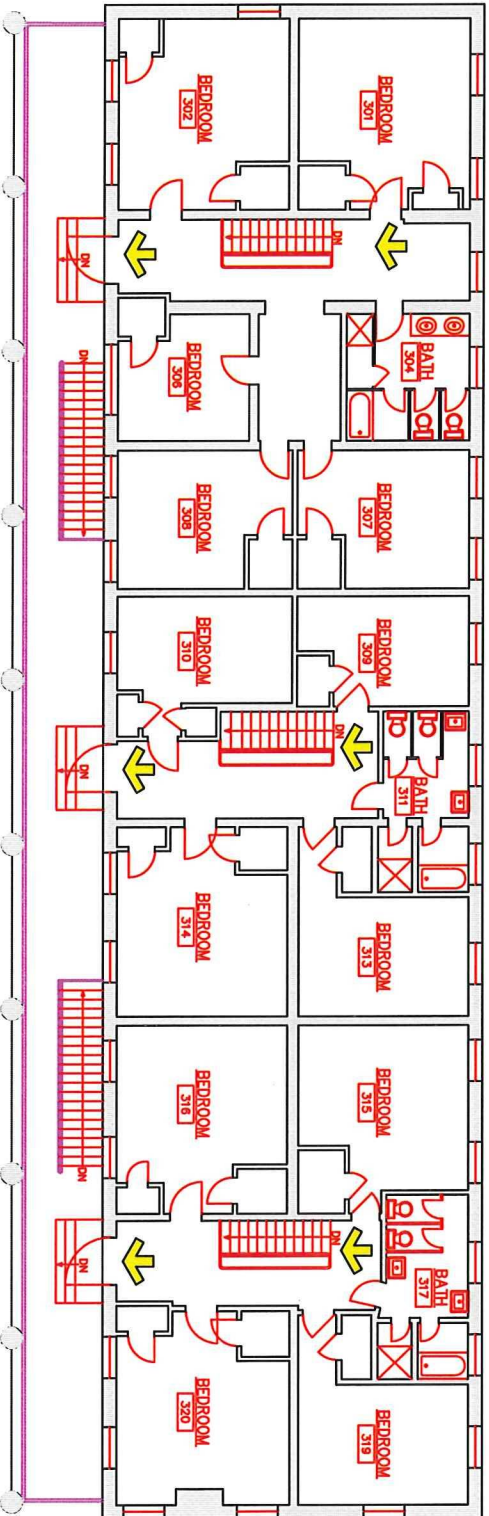 BEDROOM
301
BEDROOM
302
DN
DN
BATH
304
BEDROOM
306
DN
BEDROOM
307
BEDROOM
308
BEDROOM
309
BEDROOM
310
DN
DN
BATH
311
BEDROOM
313
BEDROOM
314
BEDROOM
315
BEDROOM
316
DN
DN
DN
BATH
317
BEDROOM
319
BEDROOM
320